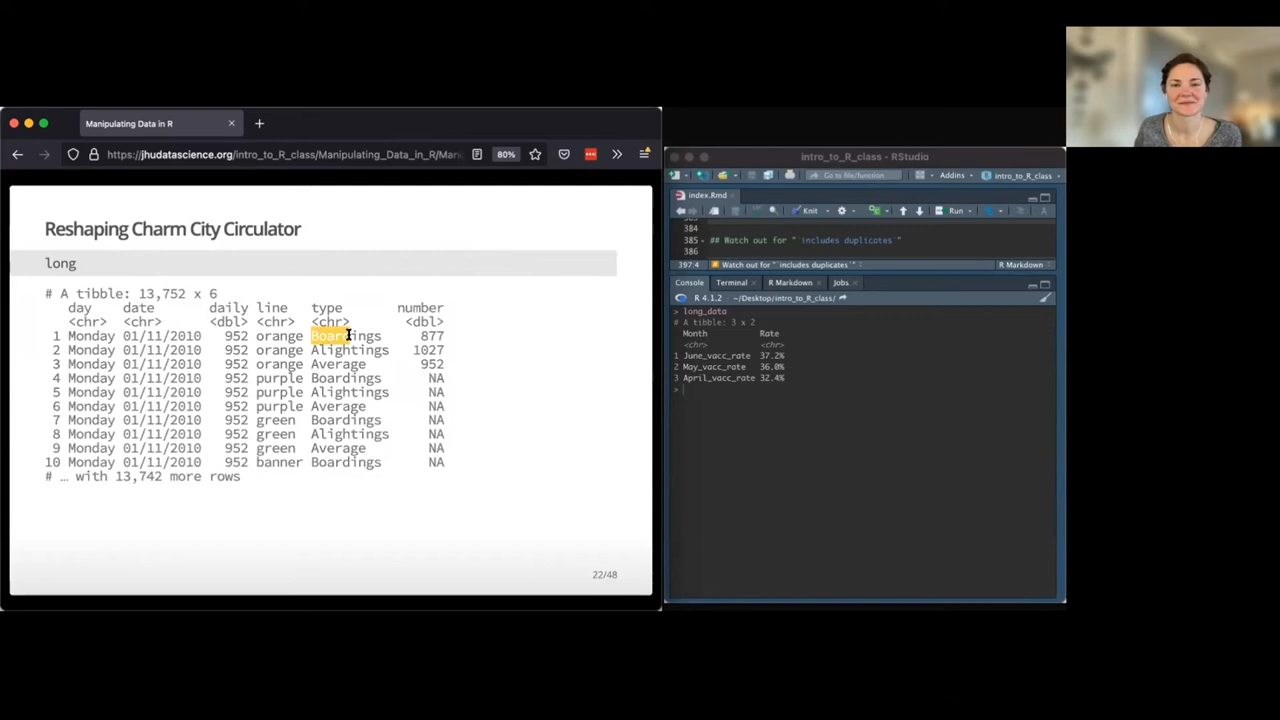 Manipulating Data in R
https://jhudatascience.org/intro_to_R_class/Manipulating_Data_in_R/Man
80%
Reshaping Charm City Circulator
long
# A tibble: 13,752 x 6
day date daily line type number
<chr> <chr> <dbl> <chr> <chr> <dbl>
1 Monday 01/11/2010 952 orange Boardings 877
2 Monday 01/11/2010 952 orange Alightings 1027
3 Monday 01/11/2010 952 orange Average 952
4 Monday 01/11/2010 952 purple Boardings NA
5 Monday 01/11/2010 952 purple Alightings NA
6 Monday 01/11/2010 952 purple Average NA
7 Monday 01/11/2010 952 green Boardings NA
8 Monday 01/11/2010 952 green Alightings NA
9 Monday 01/11/2010 952 green Average NA
10 Monday 01/11/2010 952 banner Boardings NA
# … with 13,742 more rows
22/48
intro_to_R_class - RStudio
Go to file/function Addins intro_to_R_class
index.Rmd
Knit Run
384
385 ## Watch out for "`includes duplicates`"
386
397:4 Watch out for "`includes duplicates`" R Markdown
Console Terminal R Markdown Jobs
R 4.1.2 ~/Desktop/intro_to_R_class/
> long_data
# A tibble: 3 x 2
Month Rate
<chr> <chr>
1 June_vacc_rate 37.2%
2 May_vacc_rate 36.0%
3 April_vacc_rate 32.4%
>